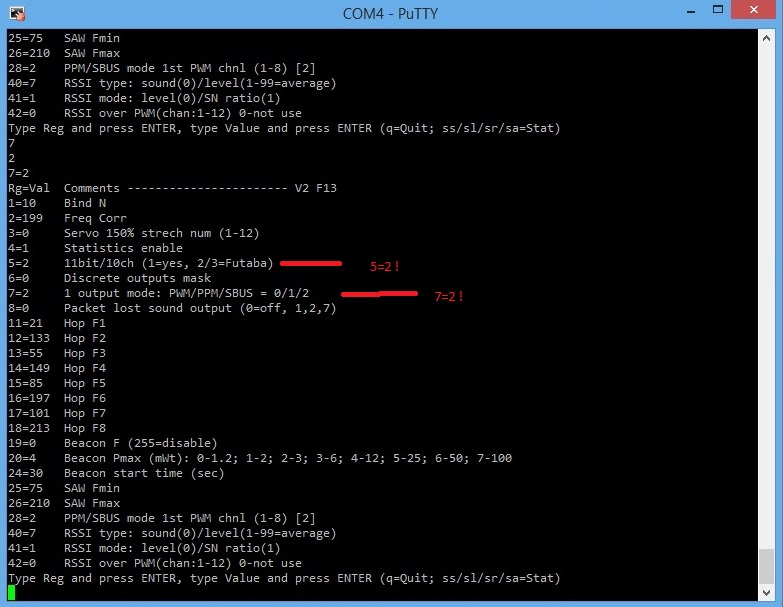 COM4 - PuTTY
25=75 SAW Fmin
26=210 SAW Fmax
28=2 PPM/SBUS mode 1st PWM chnl (1-8) [2]
40=7 RSSI type: sound(0)/level(1-99=average)
41=1 RSSI mode: level(0)/SN ratio(1)
42=0 RSSI over PWM(chan:1-12) 0-not use
Type Reg and press ENTER, type Value and press ENTER (q=Quit; ss/sl/sr/sa=Stat)
7
2
7=2
Rg=Val Comments ----------------------- V2 F13
1=10 Bind N
2=199 Freq Corr
3=0 Servo 150% strech num (1-12)
4=1 Statistics enable
5=2 11bit/10ch (1=yes, 2/3=Futaba) 5=2!
6=0 Discrete outputs mask
7=2 1 output mode: PWM/PPM/SBUS = 0/1/2 7=2!
8=0 Packet lost sound output (0=off, 1,2,7)
11=21 Hop F1
12=133 Hop F2
13=55 Hop F3
14=149 Hop F4
15=85 Hop F5
16=197 Hop F6
17=101 Hop F7
18=213 Hop F8
19=0 Beacon F (255=disable)
20=4 Beacon Pmax (mWt): 0-1.2; 1-2; 2-3; 3-6; 4-12; 5-25; 6-50; 7-100
24=30 Beacon start time (sec)
25=75 SAW Fmin
26=210 SAW Fmax
28=2 PPM/SBUS mode 1st PWM chnl (1-8) [2]
40=7 RSSI type: sound(0)/level(1-99=average)
41=1 RSSI mode: level(0)/SN ratio(1)
42=0 RSSI over PWM(chan:1-12) 0-not use
Type Reg and press ENTER, type Value and press ENTER (q=Quit; ss/sl/sr/sa=Stat)